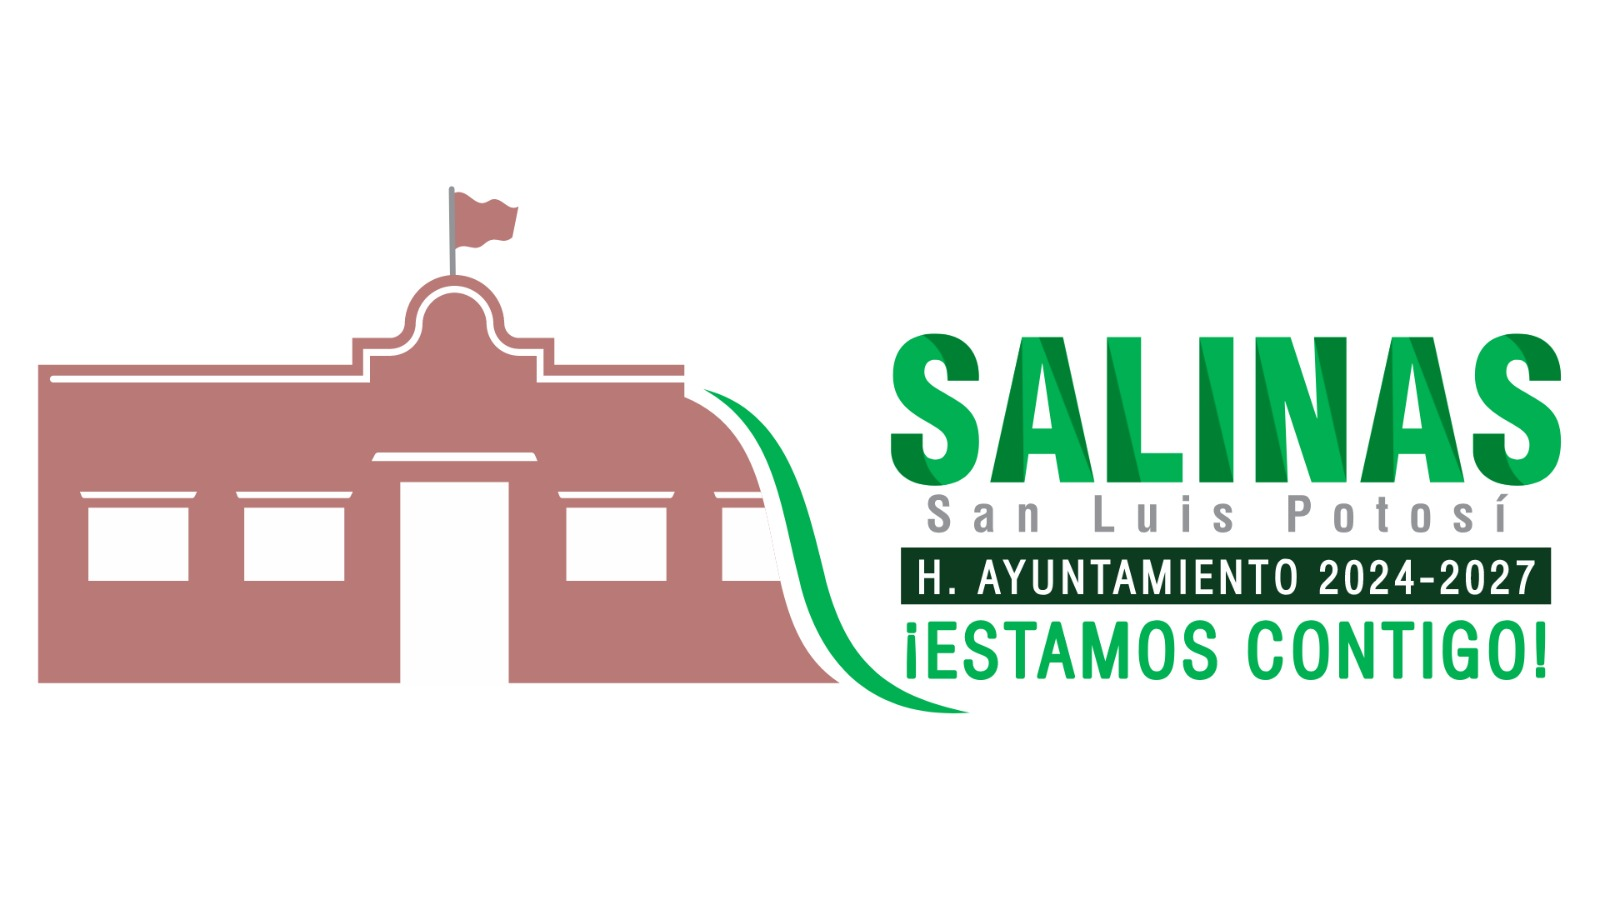 SALINAS
San Luis Potosí
H. AYUNTAMIENTO 2024-2027
¡ESTAMOS CONTIGO!